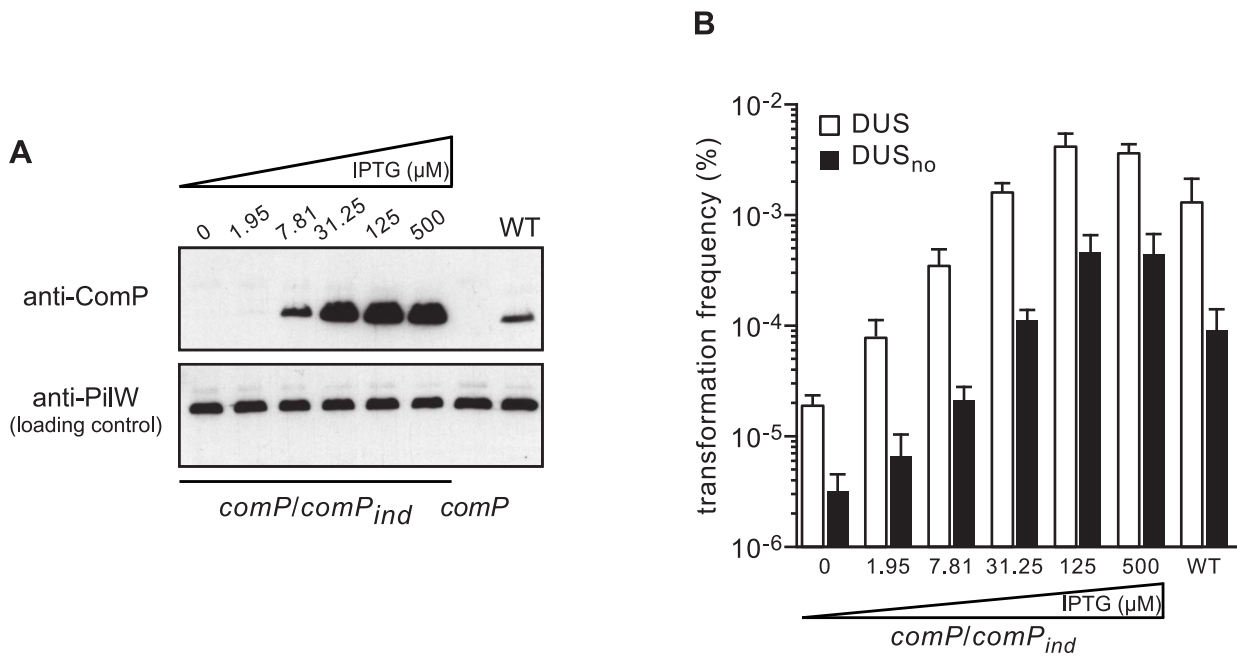 A
IPTG (µM)
0 1.95 7.81 31.25 125 500 WT
anti-ComP
anti-PilW
(loading control)
comP/comPind comP
B
10-2
10-3
10-4
10-5
10-6
transformation frequency (%)
DUS
DUSno
0 1.95 7.81 31.25 125 500 WT
IPTG (µM)
comP/comPind